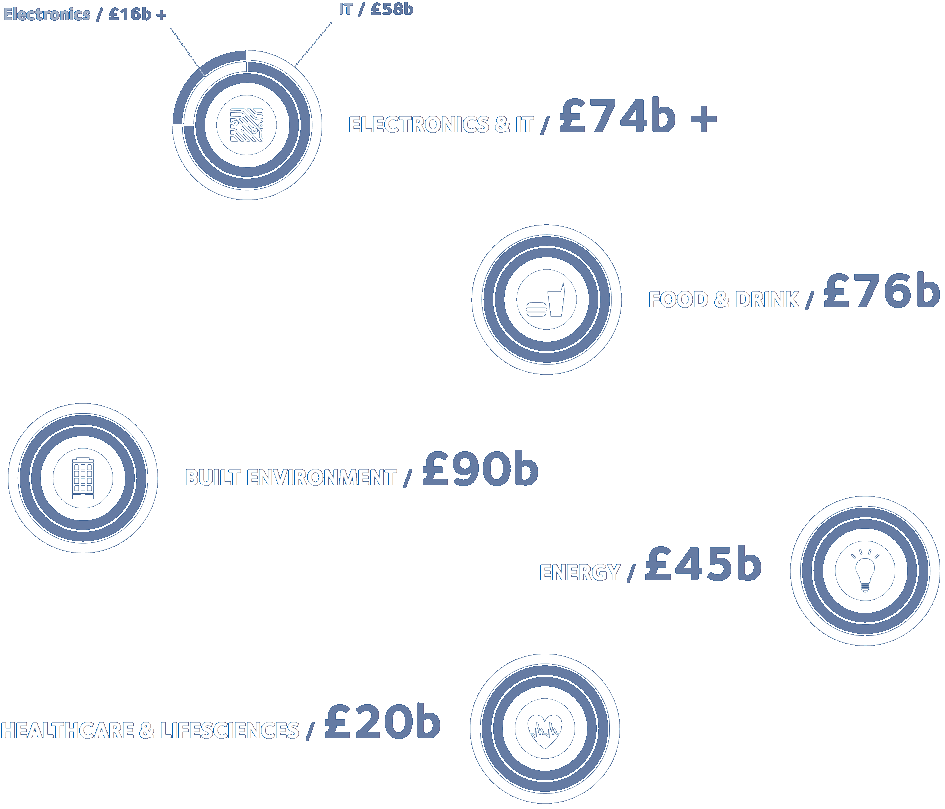 Electronics / £16b +
IT / £58b
ELECTRONICS & IT / £74b +
FOOD & DRINK / £76b
BUILT ENVIRONMENT / £90b
ENERGY / £45b
HEALTHCARE & LIFESCIENCES / £20b